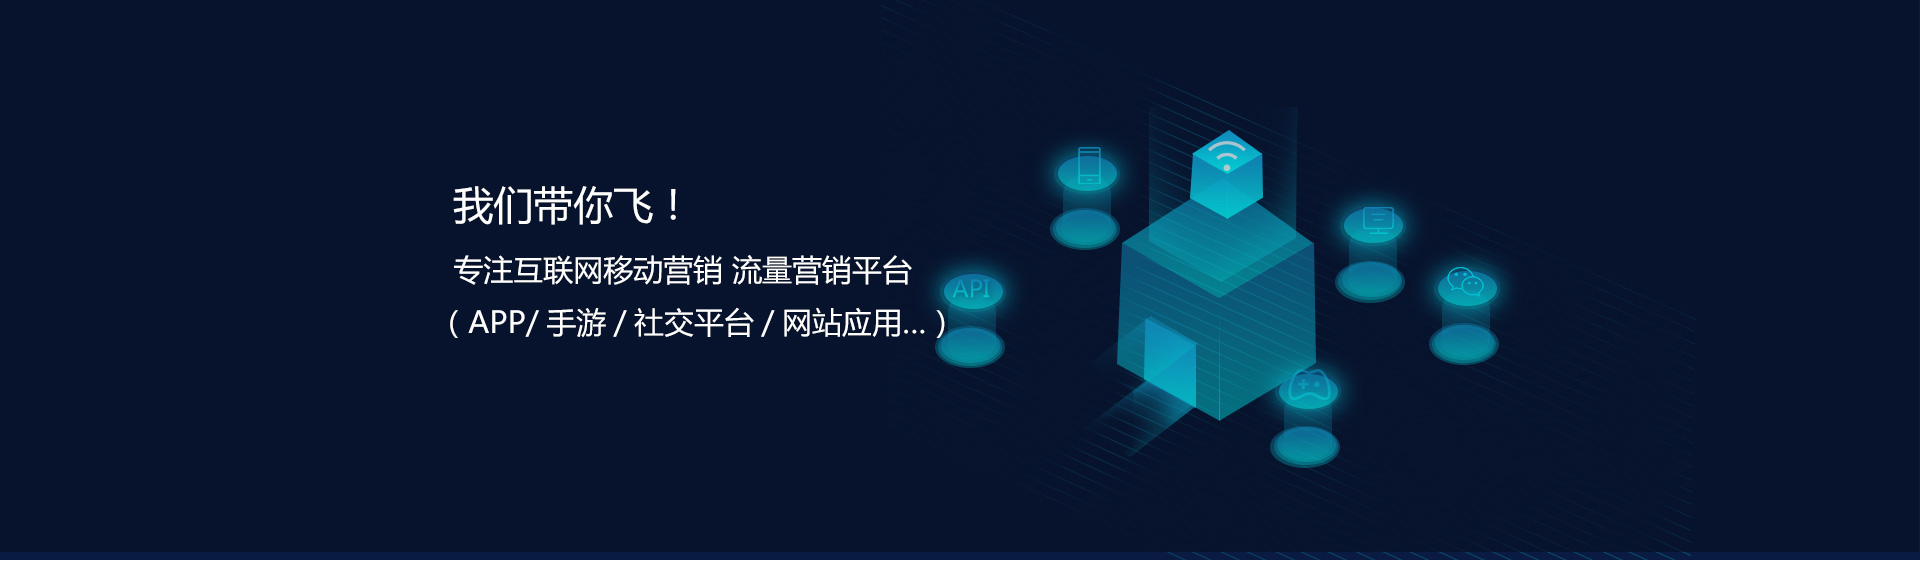 我们带你飞！
专注互联网移动营销 流量营销平台
（ APP/ 手游 / 社交平台 / 网站应用... ）
API